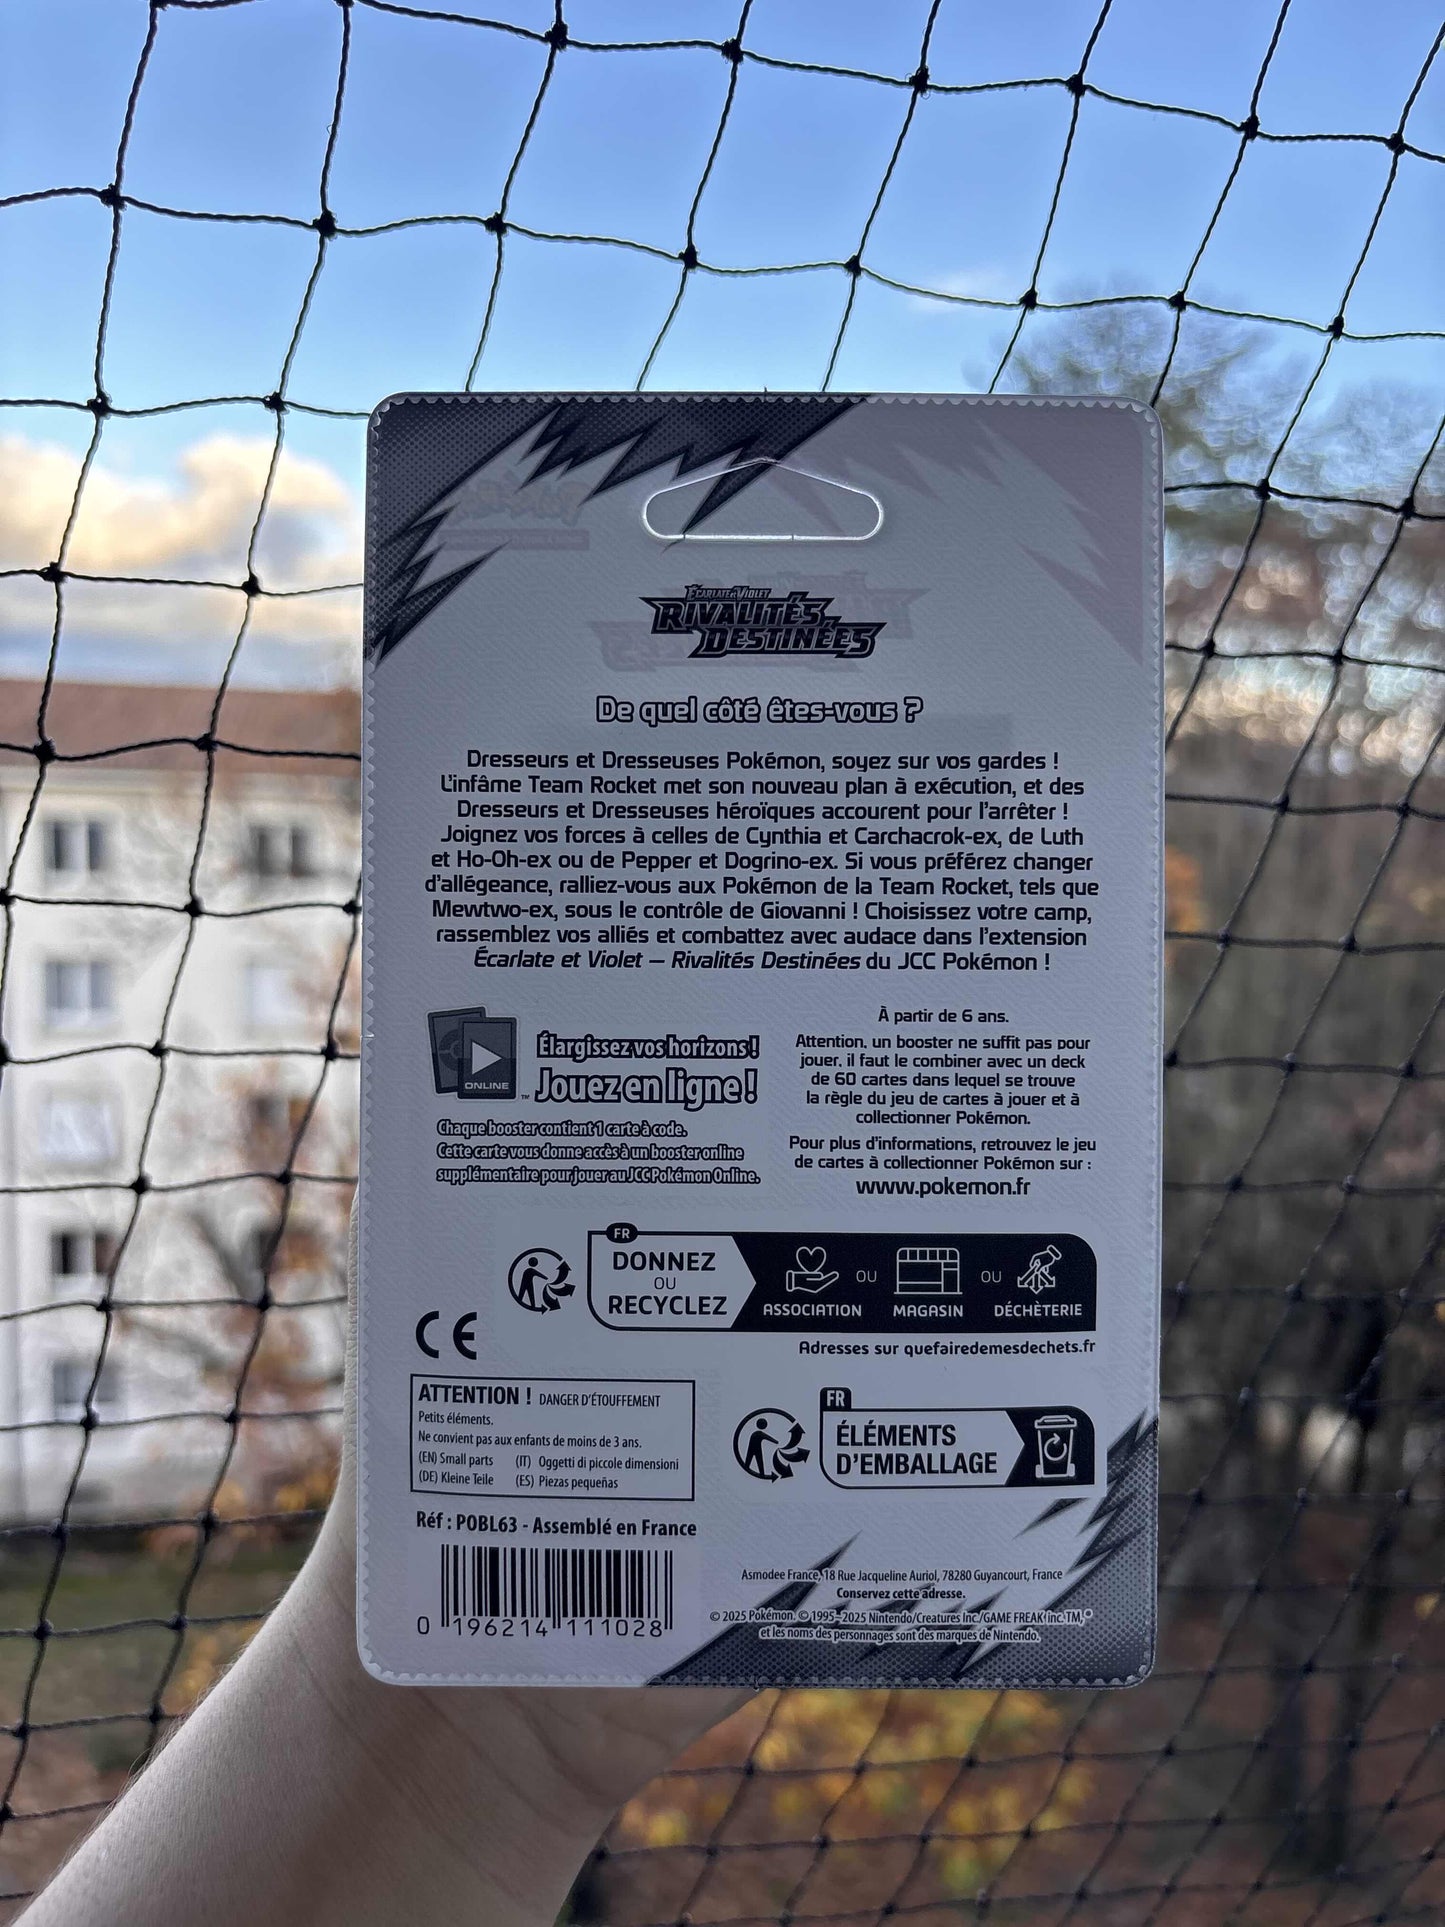 ÉCARLATE ET VIOLET
RIVALITÉS
DESTINÉES
De quel côté êtes-vous ?
Dresseurs et Dresseuses Pokémon, soyez sur vos gardes !
L'infâme Team Rocket met son nouveau plan à exécution, et des
Dresseurs et Dresseuses héroïques accourent pour l'arrêter !
Joignez vos forces à celles de Cynthia et Carchacrok-ex, de Luth
et Ho-Oh-ex ou de Pepper et Dogrino-ex. Si vous préférez changer
d'allégeance, ralliez-vous aux Pokémon de la Team Rocket, tels que
Mewtwo-ex, sous le contrôle de Giovanni ! Choisissez votre camp,
rassemblez vos alliés et combattez avec audace dans l'extension
Écarlate et Violet – Rivalités Destinées du JCC Pokémon !
ONLINE
TM
Élargissez vos horizons !
Jouez en ligne !
Chaque booster contient 1 carte à code.
Cette carte vous donne accès à un booster online
supplémentaire pour jouer au JCC Pokémon Online.
À partir de 6 ans.
Attention, un booster ne suffit pas pour
jouer, il faut le combiner avec un deck
de 60 cartes dans lequel se trouve
la règle du jeu de cartes à jouer et à
collectionner Pokémon.
Pour plus d'informations, retrouvez le jeu
de cartes à collectionner Pokémon sur :
www.pokemon.fr
FR
DONNEZ
OU
RECYCLEZ
ASSOCIATION
OU
MAGASIN
OU
DÉCHÈTERIE
Adresses sur quefairedemesdechets.fr
CE
ATTENTION ! DANGER D'ÉTOUFFEMENT
Petits éléments.
Ne convient pas aux enfants de moins de 3 ans.
(EN) Small parts (IT) Oggetti di piccole dimensioni
(DE) Kleine Teile (ES) Piezas pequeñas
FR
ÉLÉMENTS
D'EMBALLAGE
Réf : POBL63 - Assemblé en France
0 196214 111028
Asmodee France, 18 Rue Jacqueline Auriol, 78280 Guyancourt, France
Conservez cette adresse.
© 2025 Pokémon. © 1995–2025 Nintendo/Creatures Inc./GAME FREAK inc. TM, ®
et les noms des personnages sont des marques de Nintendo.